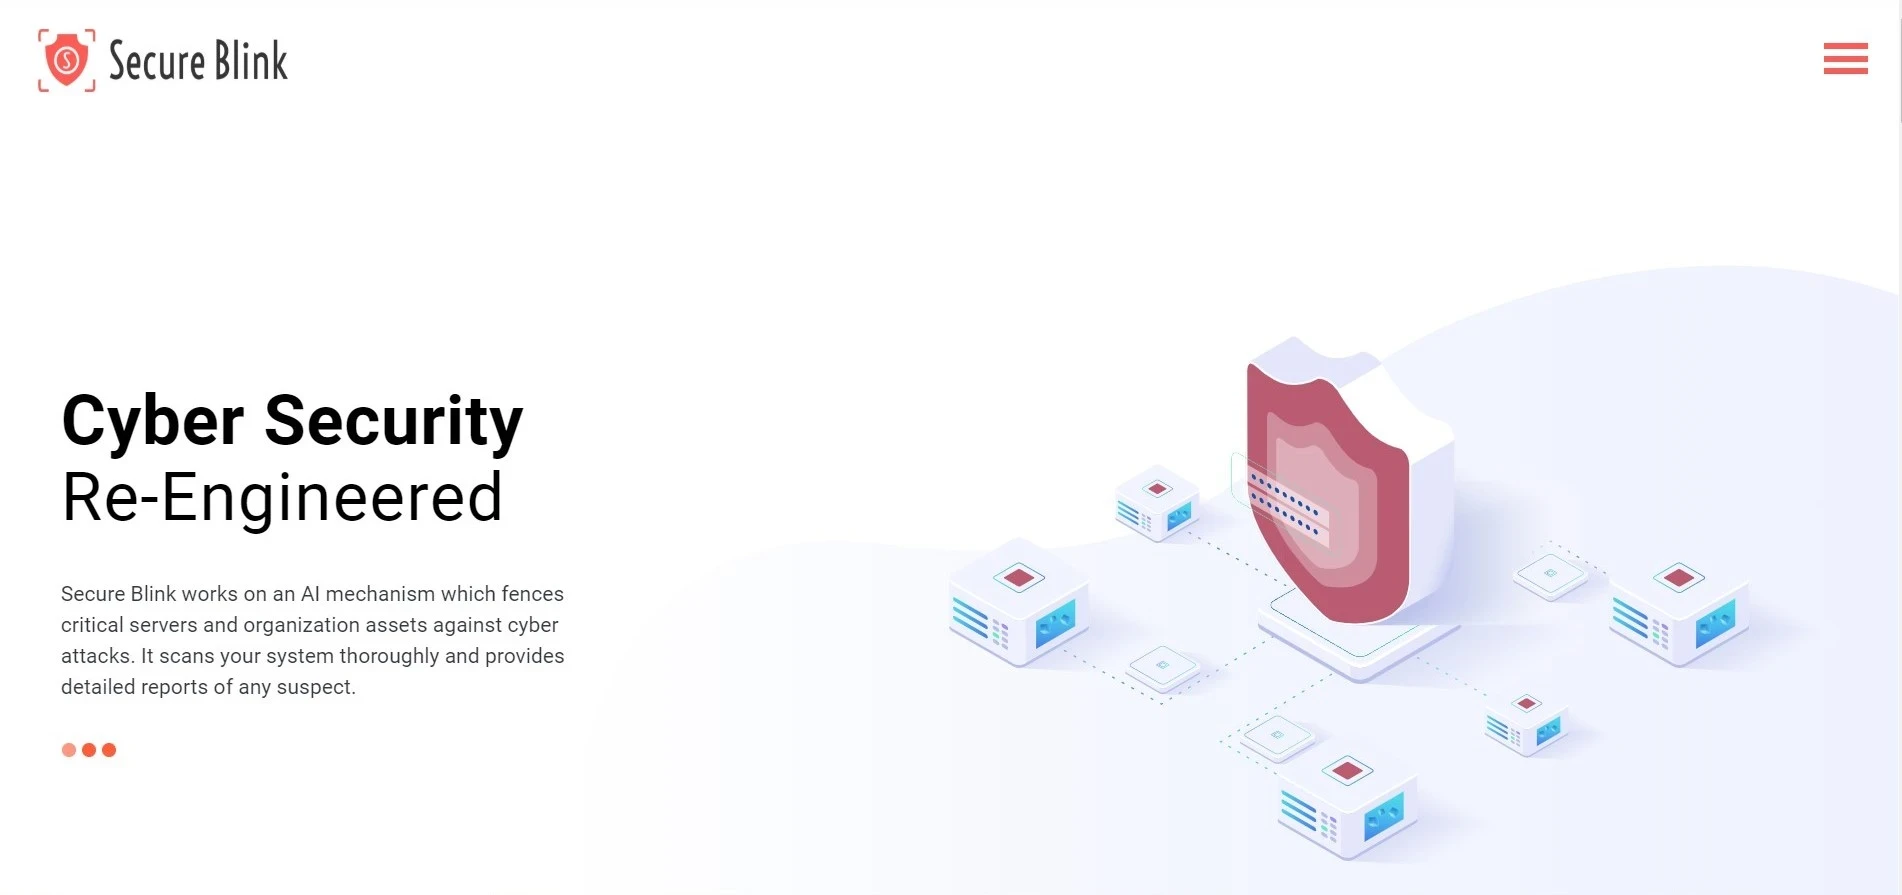 Secure Blink
Cyber Security
Re-Engineered
Secure Blink works on an AI mechanism which fences
critical servers and organization assets against cyber
attacks. It scans your system thoroughly and provides
detailed reports of any suspect.